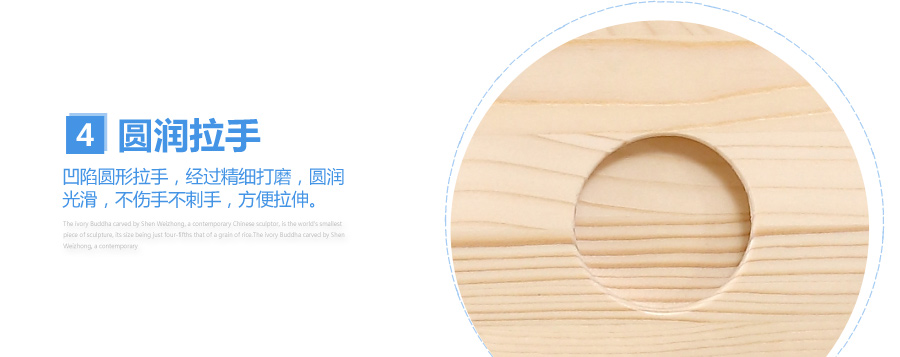 4 圆润拉手
凹陷圆形拉手，经过精细打磨，圆润
光滑，不伤手不刺手，方便拉伸。
The ivory Buddha carved by Shen Weizhong, a contemporary Chinese sculptor, is the world's smallest
piece of sculpture, its size being just four-fifths that of a grain of rice.The Ivory Buddha carved by Shen
Weizhong, a contemporary